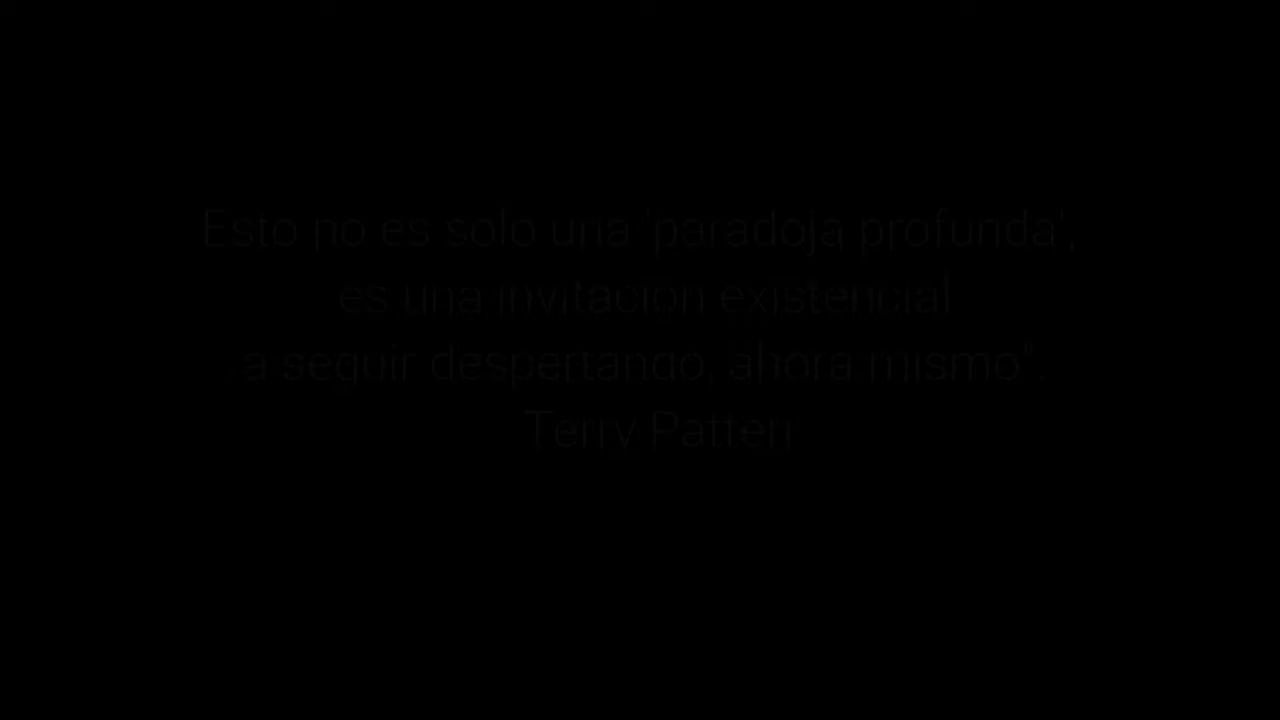 Esto no es solo una 'paradoja profunda',
es una invitación existencial
a seguir despertando, ahora mismo".
Terry Patten